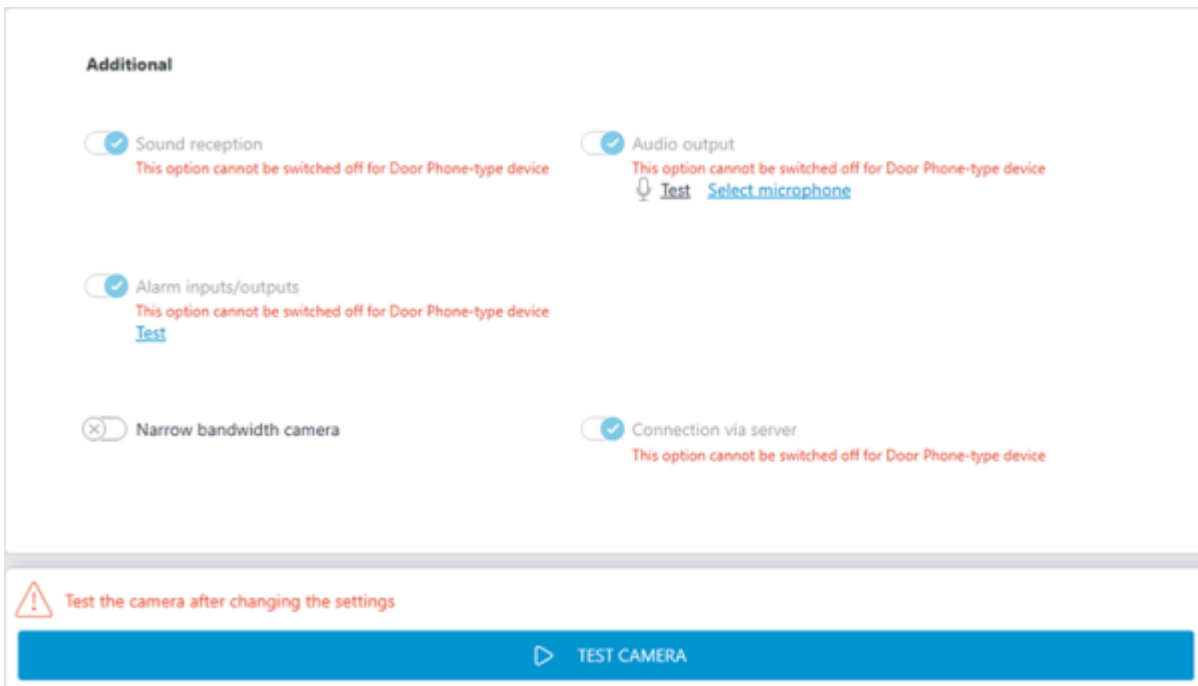 Additional
Sound reception
This option cannot be switched off for Door Phone-type device
Audio output
This option cannot be switched off for Door Phone-type device
Test Select microphone
Alarm inputs/outputs
This option cannot be switched off for Door Phone-type device
Test
Narrow bandwidth camera
Connection via server
This option cannot be switched off for Door Phone-type device
Test the camera after changing the settings
TEST CAMERA